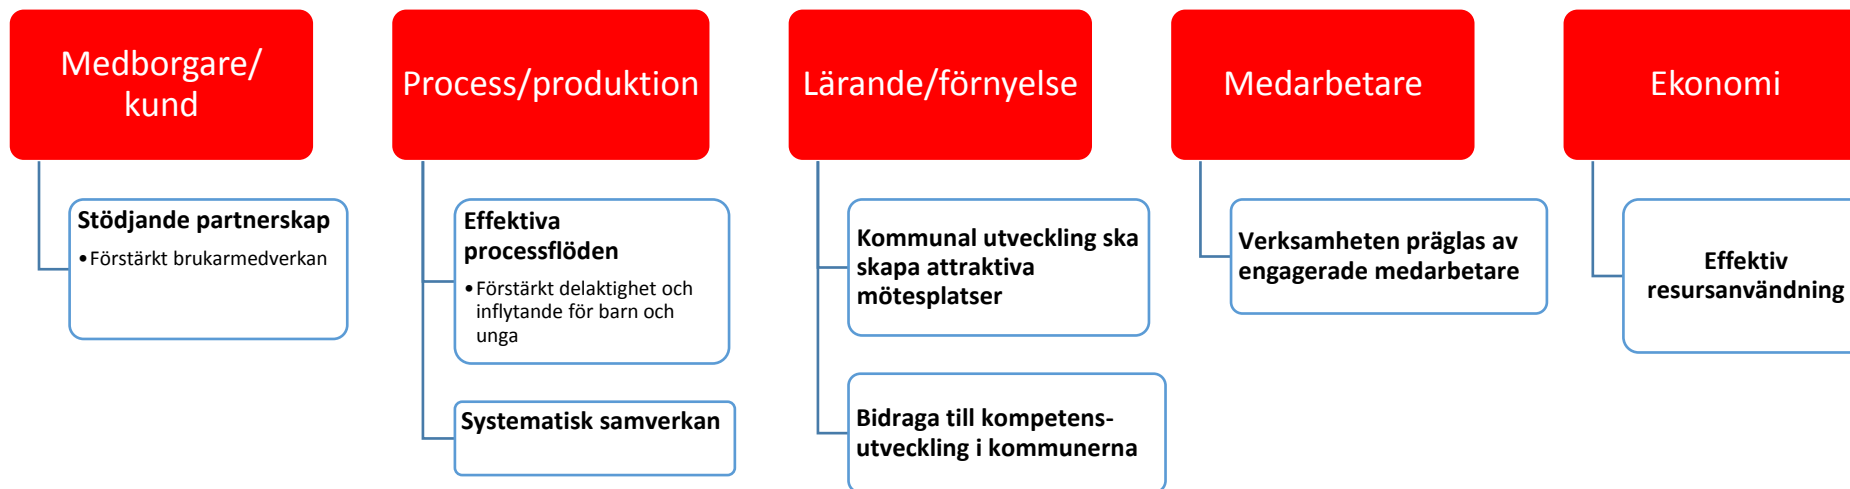 Medborgare/
kund
Stödjande partnerskap
•Förstärkt brukarmedverkan
Process/produktion
Effektiva
processflöden
•Förstärkt delaktighet och
inflytande för barn och
unga
Systematisk samverkan
Lärande/förnyelse
Kommunal utveckling ska
skapa attraktiva
mötesplatser
Bidraga till kompetens-
utveckling i kommunerna
Medarbetare
Verksamheten präglas av
engagerade medarbetare
Ekonomi
Effektiv
resursanvändning